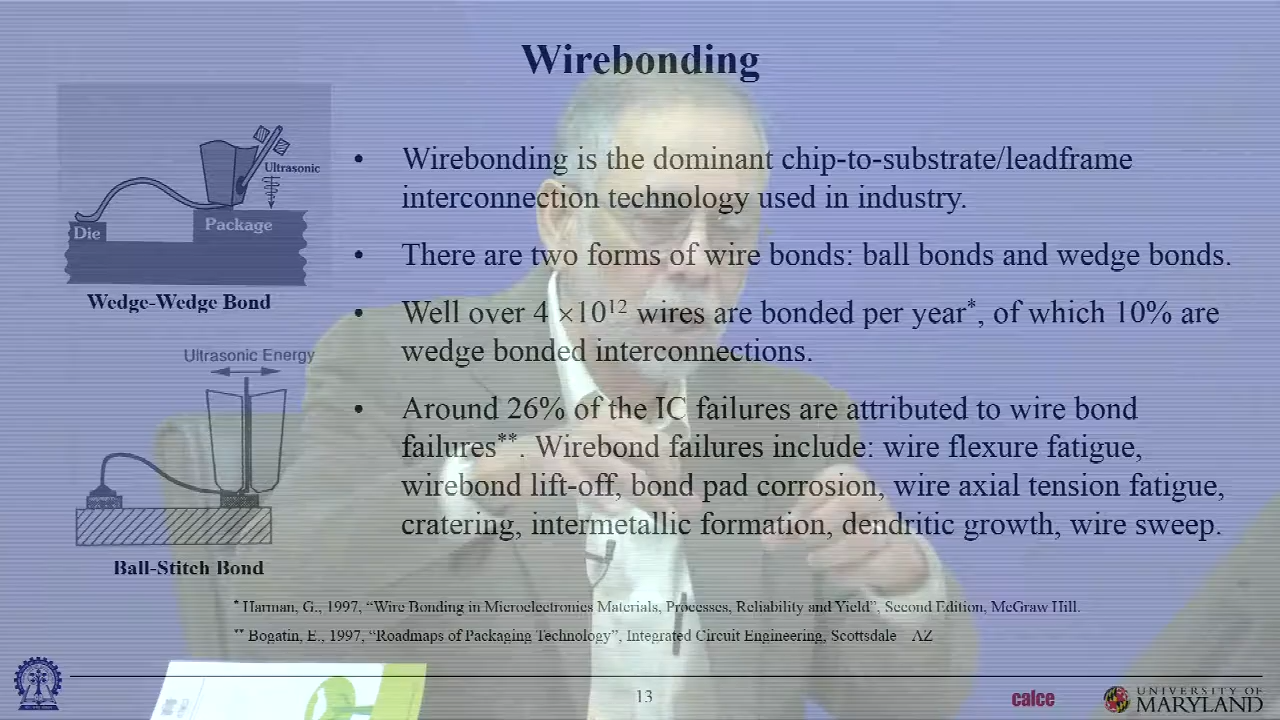 Wirebonding
Ultrasonic
Die
Package
Wedge-Wedge Bond
Ultrasonic Energy
Ball-Stitch Bond
• Wirebonding is the dominant chip-to-substrate/leadframe
interconnection technology used in industry.
• There are two forms of wire bonds: ball bonds and wedge bonds.
• Well over 4 ×10¹² wires are bonded per year*, of which 10% are
wedge bonded interconnections.
• Around 26% of the IC failures are attributed to wire bond
failures**. Wirebond failures include: wire flexure fatigue,
wirebond lift-off, bond pad corrosion, wire axial tension fatigue,
cratering, intermetallic formation, dendritic growth, wire sweep.
* Harman, G., 1997, “Wire Bonding in Microelectronics Materials, Processes, Reliability and Yield”, Second Edition, McGraw Hill.
** Bogatin, E., 1997, “Roadmaps of Packaging Technology”, Integrated Circuit Engineering, Scottsdale AZ
13
calce
UNIVERSITY OF
MARYLAND